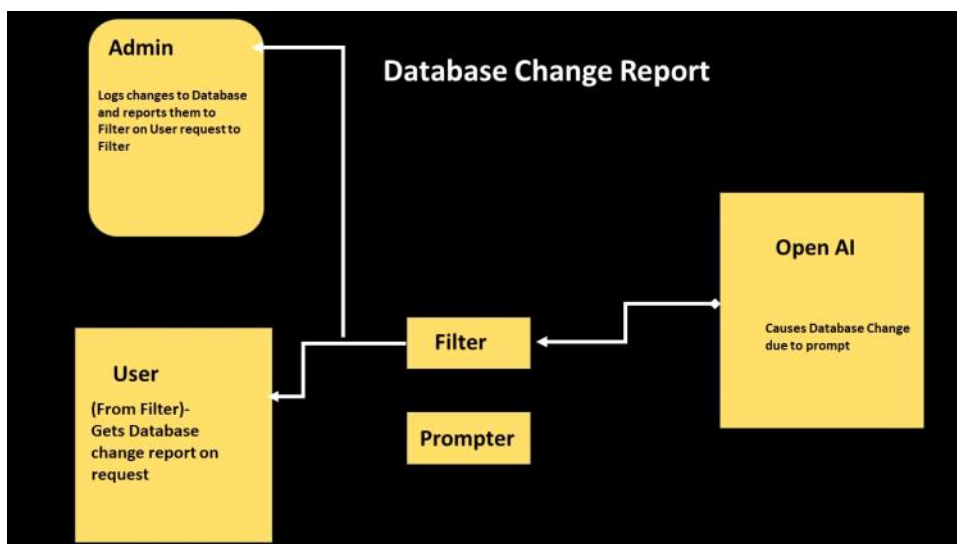 Database Change Report
Admin
Logs changes to Database
and reports them to
Filter on User request to
Filter
Open AI
Causes Database Change
due to prompt
Filter
Prompter
User
(From Filter)-
Gets Database
change report on
request